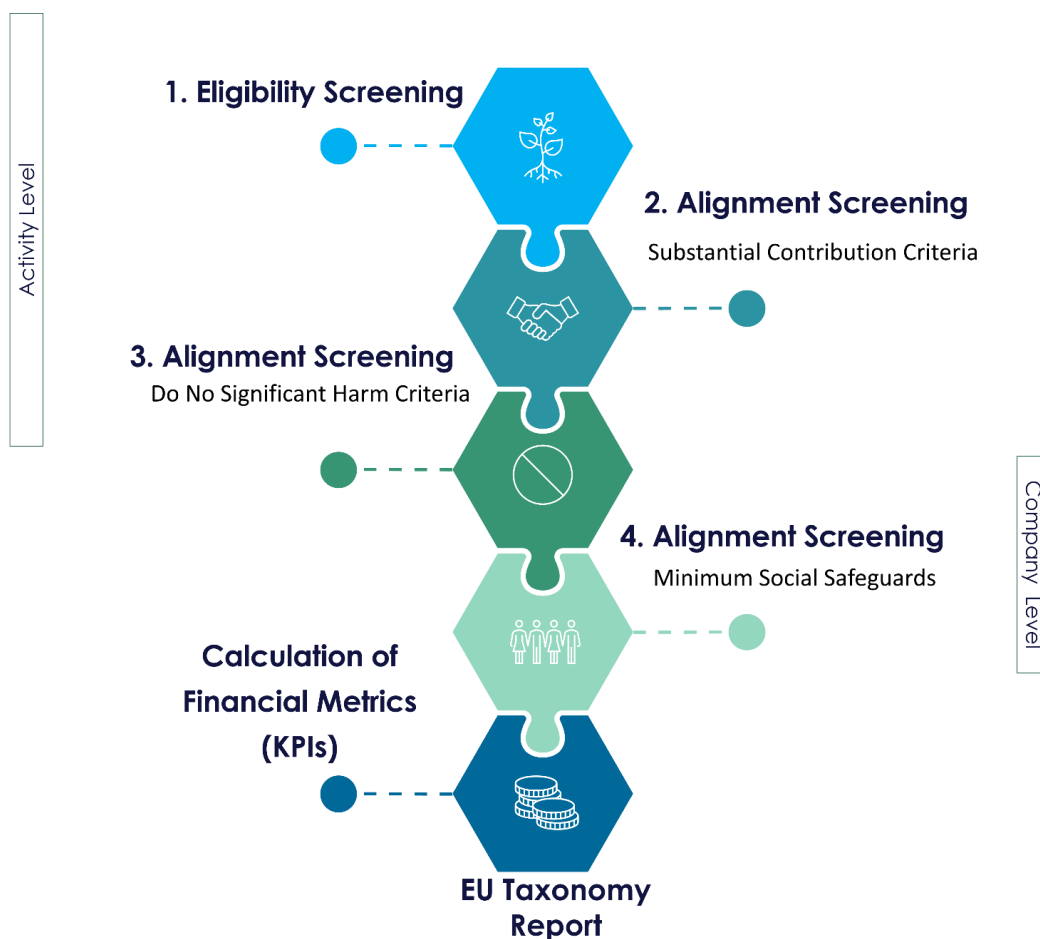 1. Eligibility Screening
Activity Level
2. Alignment Screening
Substantial Contribution Criteria
3. Alignment Screening
Do No Significant Harm Criteria
4. Alignment Screening
Minimum Social Safeguards
Company Level
Calculation of
Financial Metrics
(KPIs)
EU Taxonomy
Report